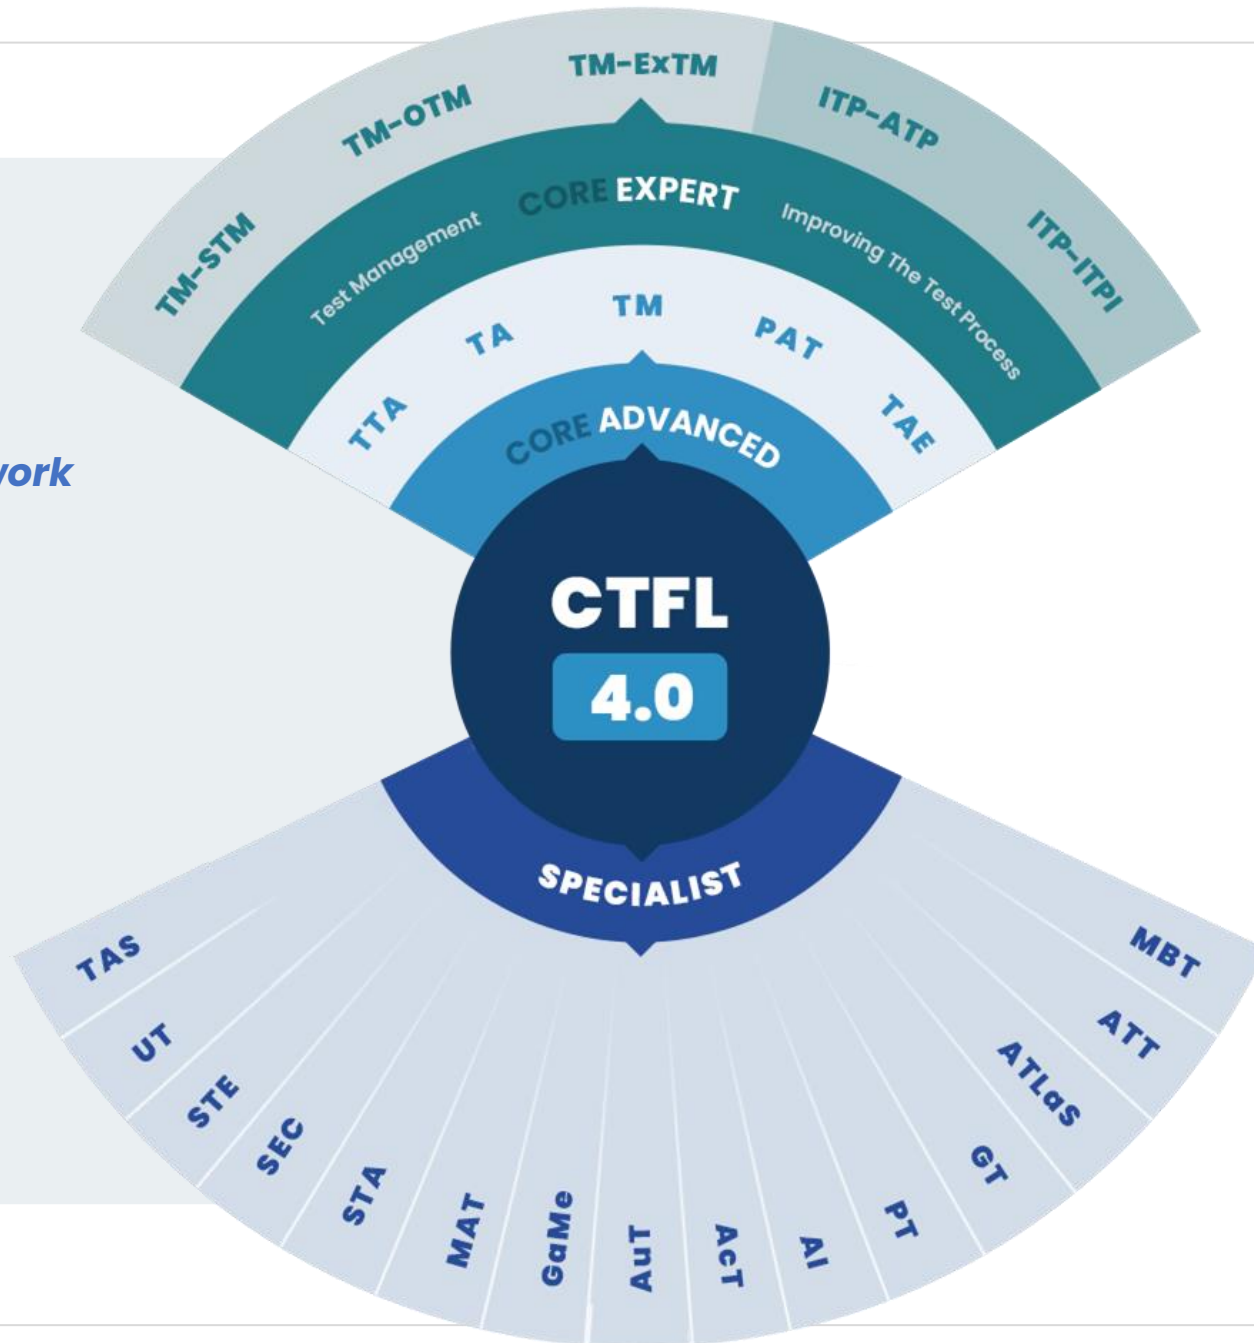 TM-STM
TM-OTM
TM-ExTM
ITP-ATP
ITP-ITPI
CORE EXPERT
Test Management
Improving The Test Process
TTA
TA
TM
PAT
TAE
CORE ADVANCED
work
CTFL
4.0
SPECIALIST
TAS
UT
STE
SEC
STA
MAT
GaMe
AuT
AcT
AI
PT
GT
ATLaS
ATT
MBT